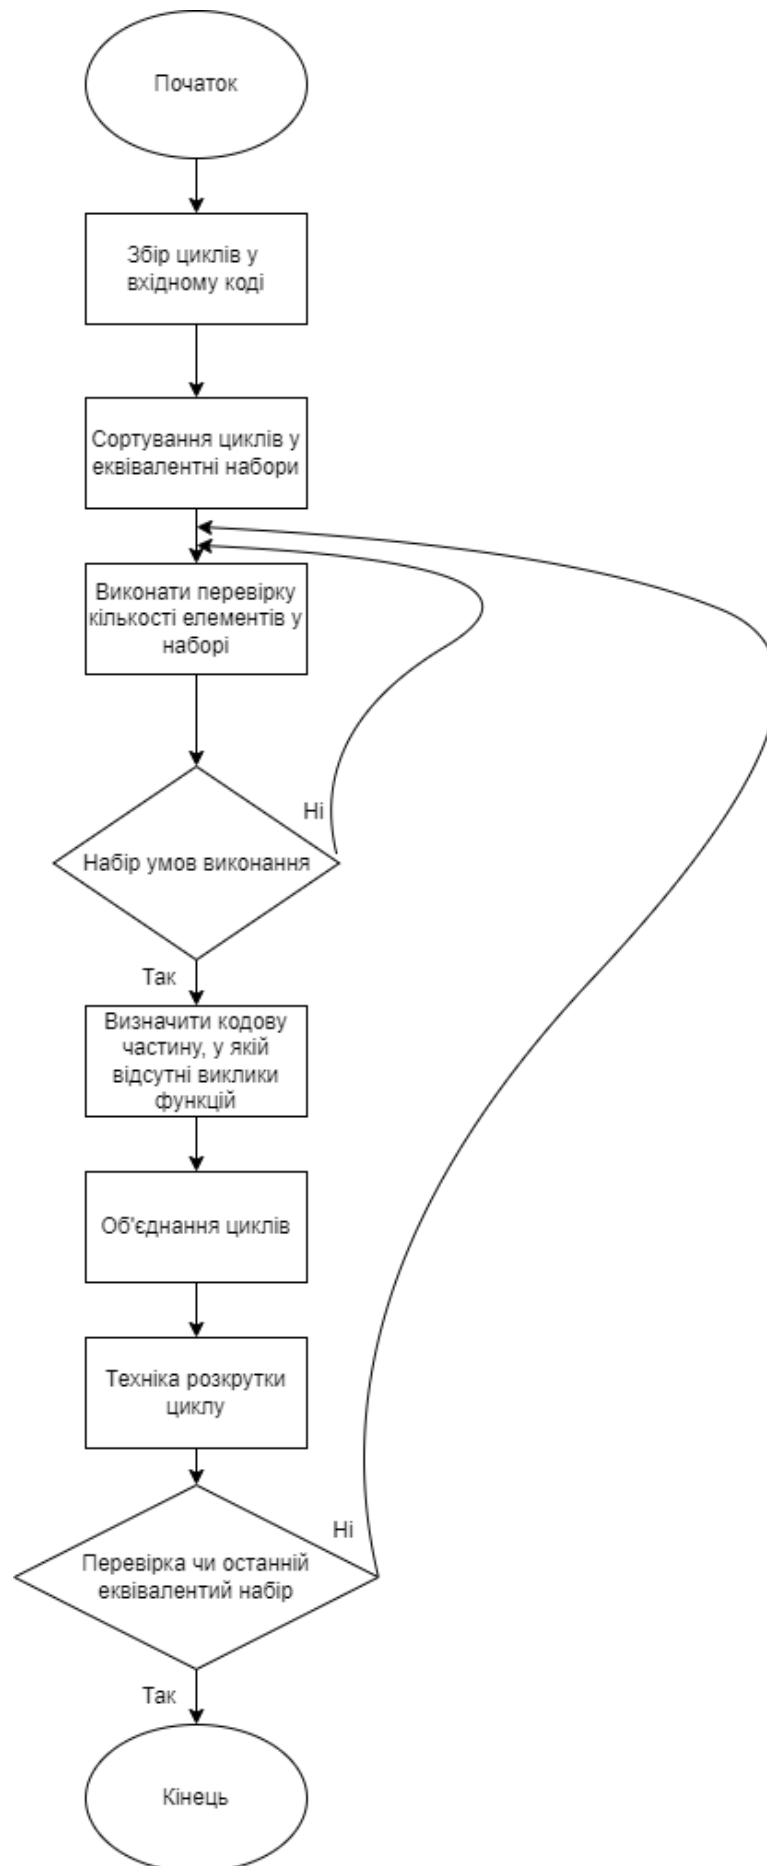 Початок
Збір циклів у
вхідному коді
Сортування циклів у
еквівалентні набори
Виконати перевірку
кількості елементів у
наборі
Ні
Набір умов виконання
Так
Визначити кодову
частину, у якій
відсутні виклики
функцій
Об'єднання циклів
Техніка розкрутки
циклу
Ні
Перевірка чи останній
еквівалентий набір
Так
Кінець